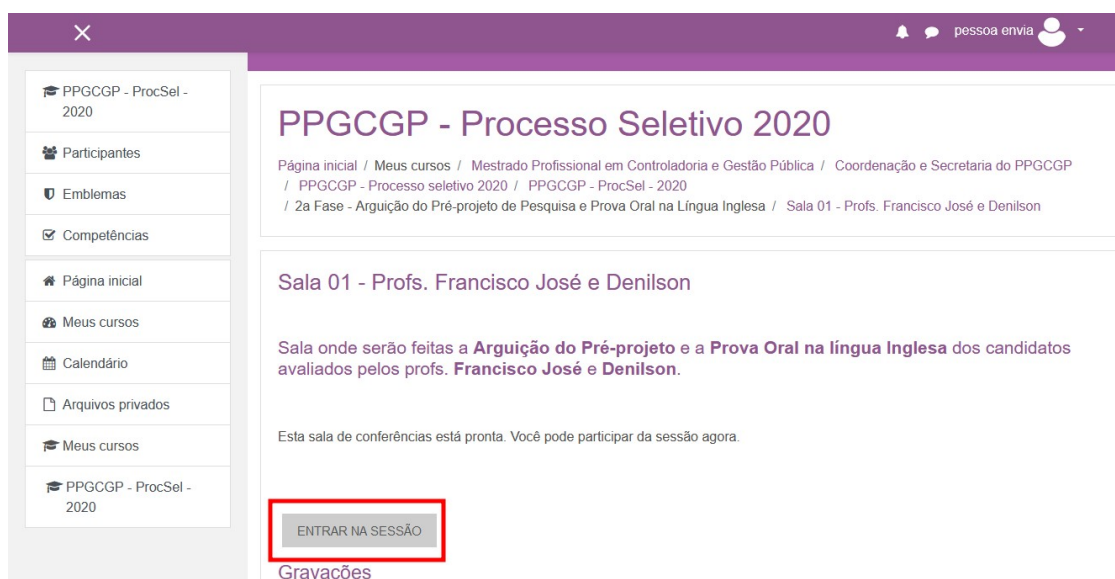 pessoa envia
PPGCGP - ProcSel -
2020
Participantes
Emblemas
Competências
Página inicial
Meus cursos
Calendário
Arquivos privados
Meus cursos
PPGCGP - ProcSel -
2020
PPGCGP - Processo Seletivo 2020
Página inicial / Meus cursos / Mestrado Profissional em Controladoria e Gestão Pública / Coordenação e Secretaria do PPGCGP
/ PPGCGP - Processo seletivo 2020 / PPGCGP - ProcSel - 2020
/ 2a Fase - Arguição do Pré-projeto de Pesquisa e Prova Oral na Língua Inglesa / Sala 01 - Profs. Francisco José e Denilson
Sala 01 - Profs. Francisco José e Denilson
Sala onde serão feitas a Arguição do Pré-projeto e a Prova Oral na língua Inglesa dos candidatos
avaliados pelos profs. Francisco José e Denilson.
Esta sala de conferências está pronta. Você pode participar da sessão agora.
ENTRAR NA SESSÃO
Gravações